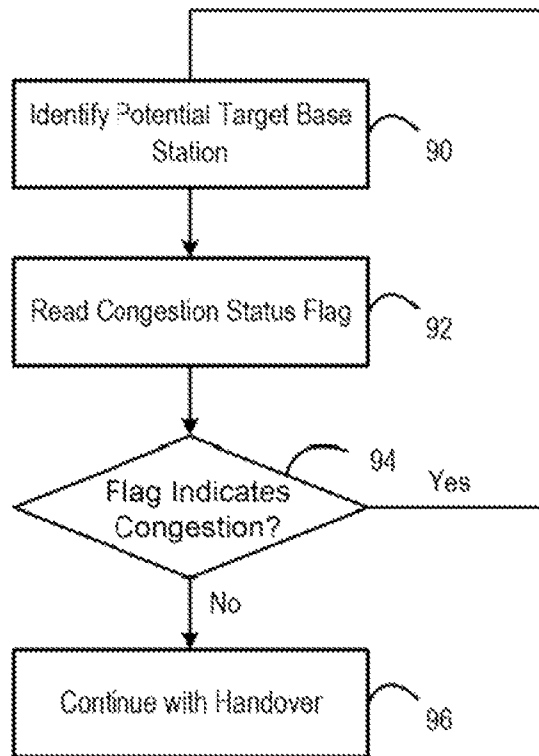 Identify Potential Target Base
Station
90
Read Congestion Status Flag
92
94
Flag Indicates
Congestion?
Yes
No
Continue with Handover
96